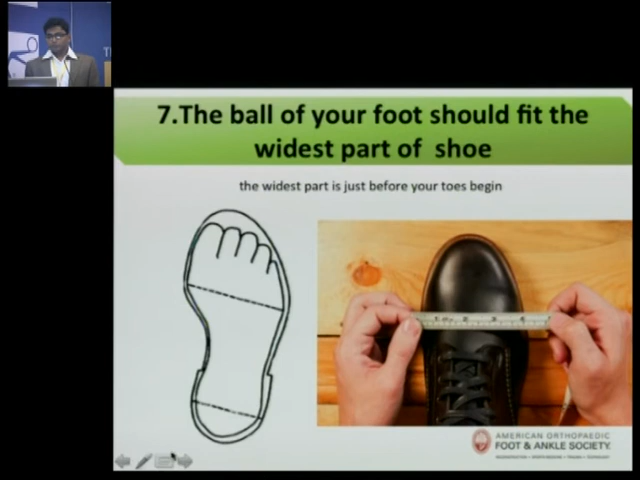 7.The ball of your foot should fit the
widest part of shoe
the widest part is just before your toes begin
AMERICAN ORTHOPAEDIC
FOOT & ANKLE SOCIETY.